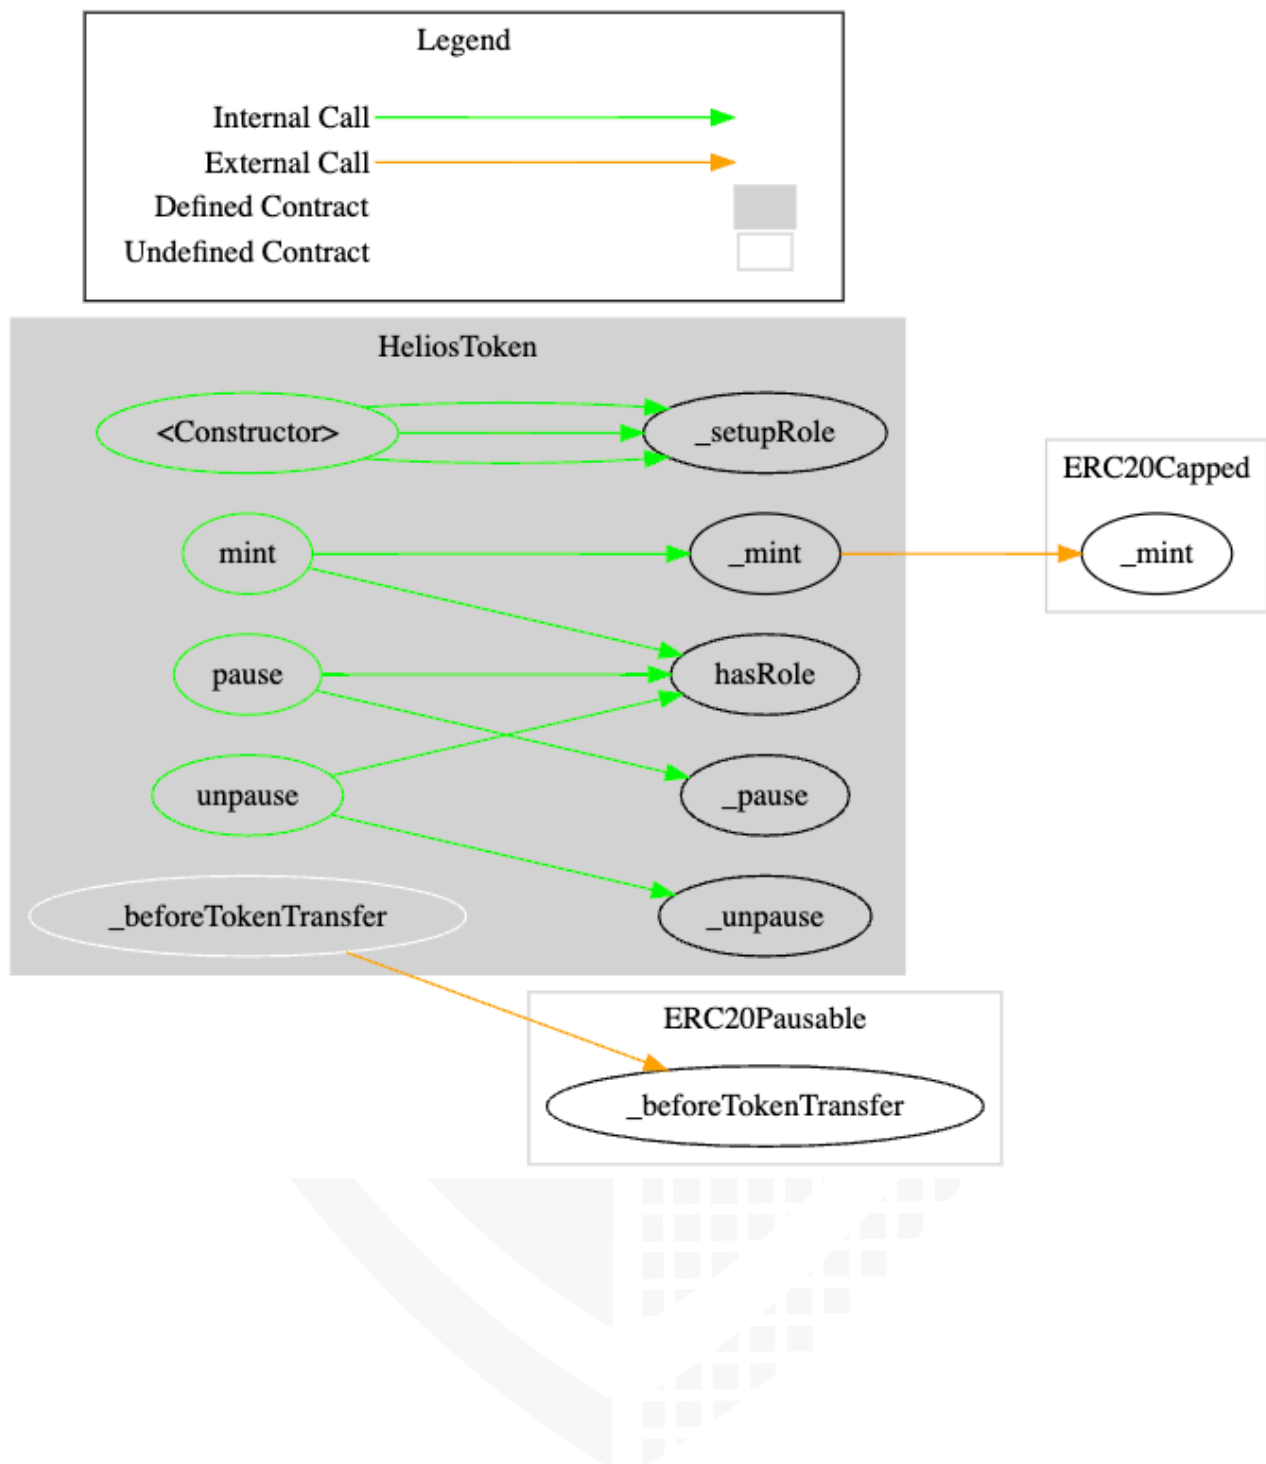 Legend
Internal Call
External Call
Defined Contract
Undefined Contract
HeliosToken
<Constructor>
_setupRole
mint
_mint
pause
hasRole
unpause
_pause
_beforeTokenTransfer
_unpause
ERC20Capped
_mint
ERC20Pausable
_beforeTokenTransfer